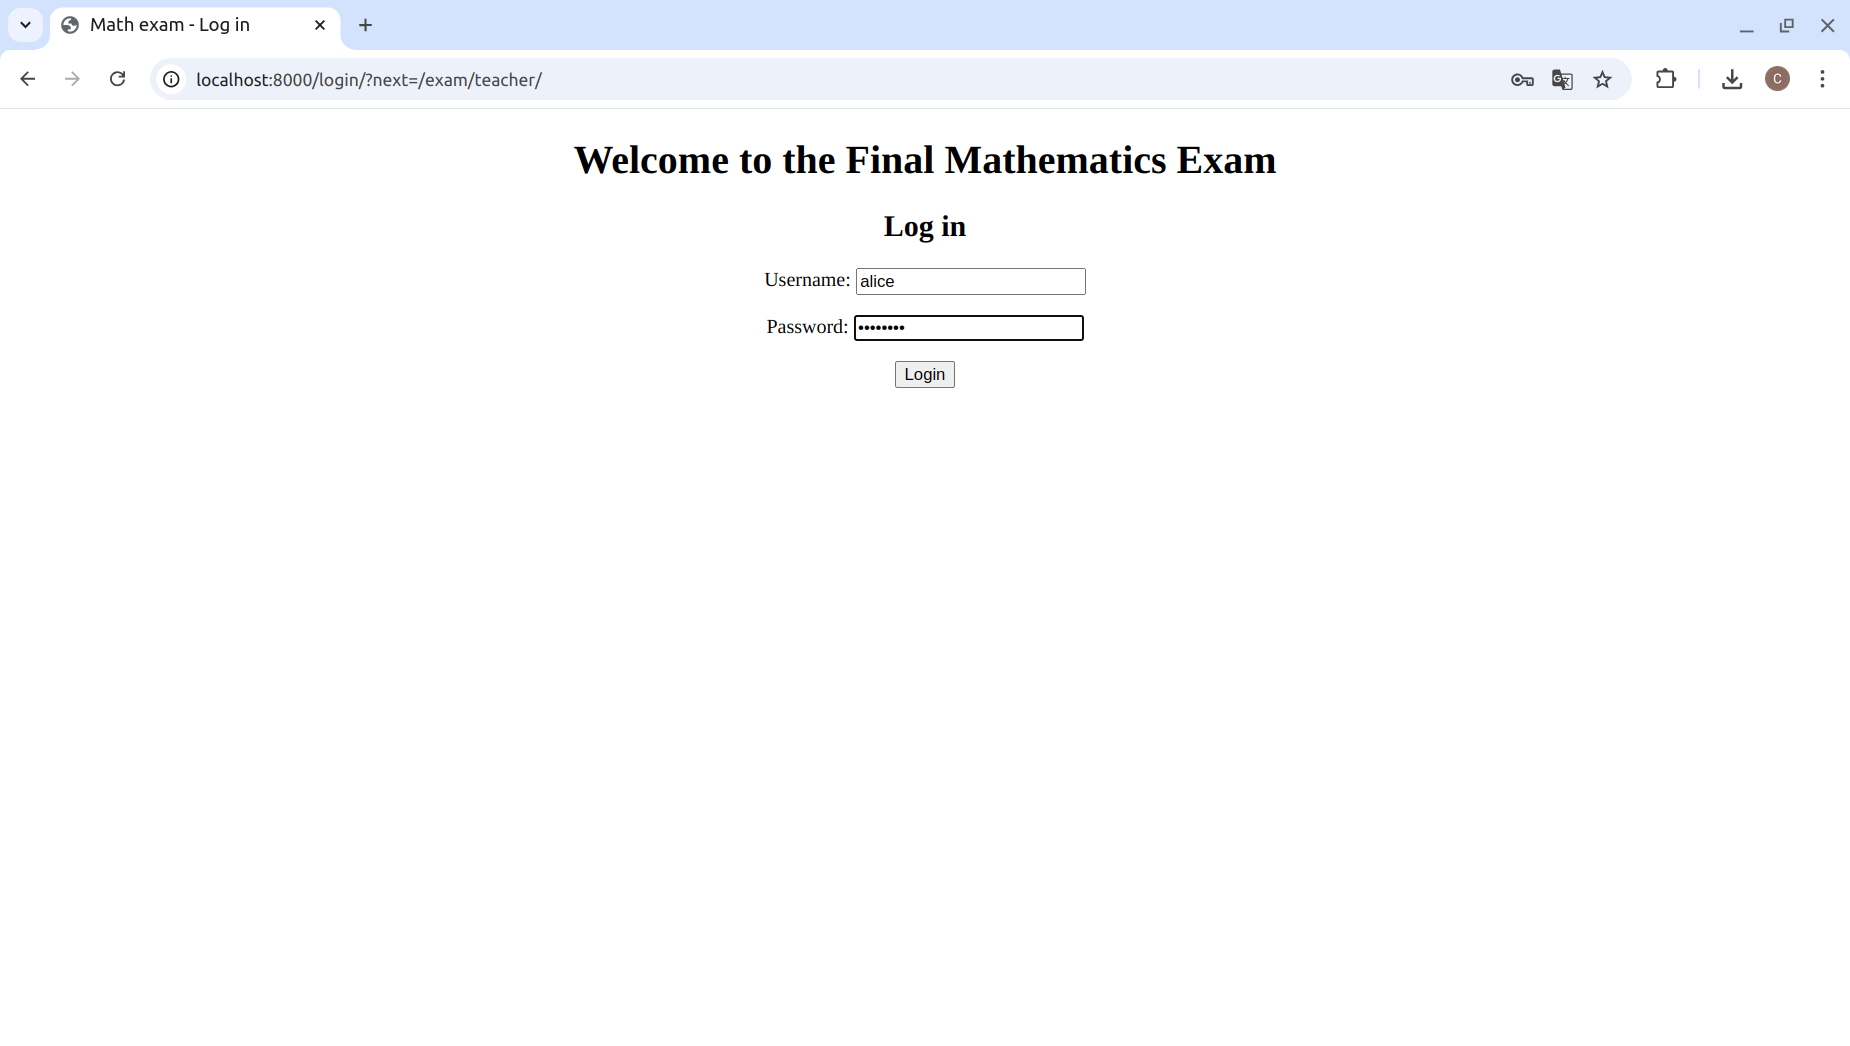 Math exam - Log in
localhost:8000/login/?next=/exam/teacher/
C
Welcome to the Final Mathematics Exam
Log in
Username: alice
Password: ••••••••
Login